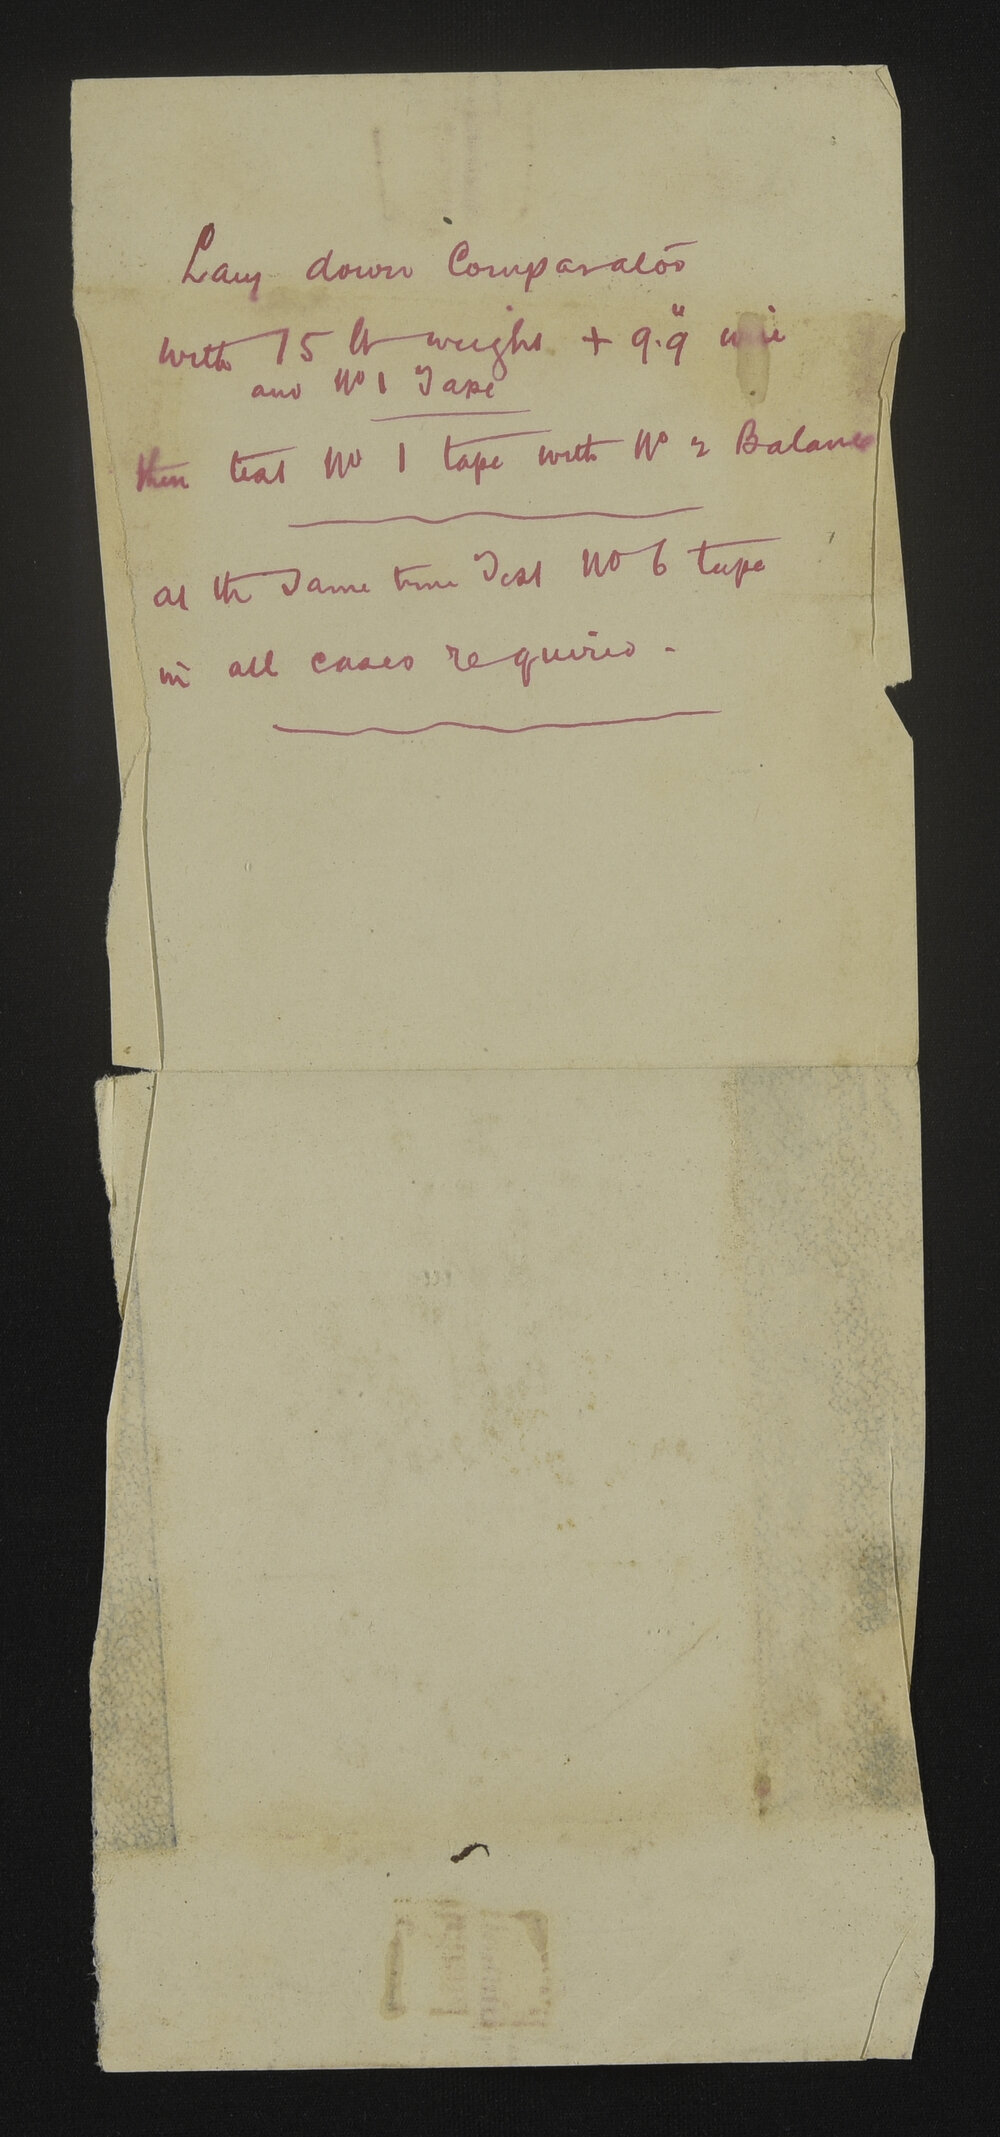 Lay down Comparator
with 15 lb weight + 9.9" wire
and No 1 Tape
then test No 1 tape with No 2 Balance
at the Same time Test No 6 tape
in all cases required -